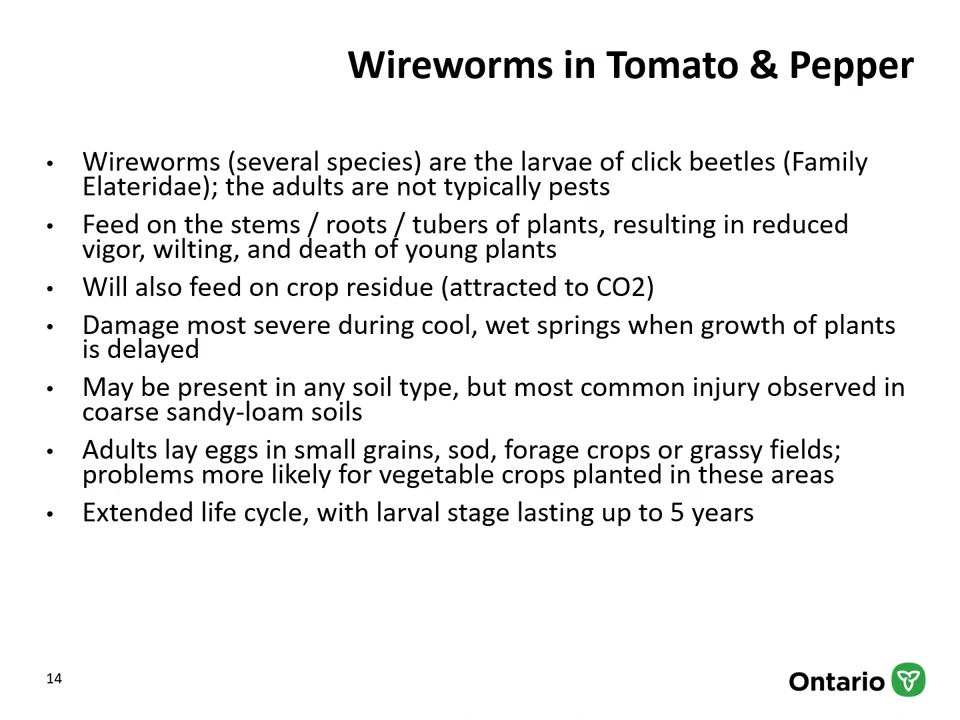 Wireworms in Tomato & Pepper
• Wireworms (several species) are the larvae of click beetles (Family
Elateridae); the adults are not typically pests
• Feed on the stems / roots / tubers of plants, resulting in reduced
vigor, wilting, and death of young plants
• Will also feed on crop residue (attracted to CO2)
• Damage most severe during cool, wet springs when growth of plants
is delayed
• May be present in any soil type, but most common injury observed in
coarse sandy-loam soils
• Adults lay eggs in small grains, sod, forage crops or grassy fields;
problems more likely for vegetable crops planted in these areas
• Extended life cycle, with larval stage lasting up to 5 years
14
Ontario